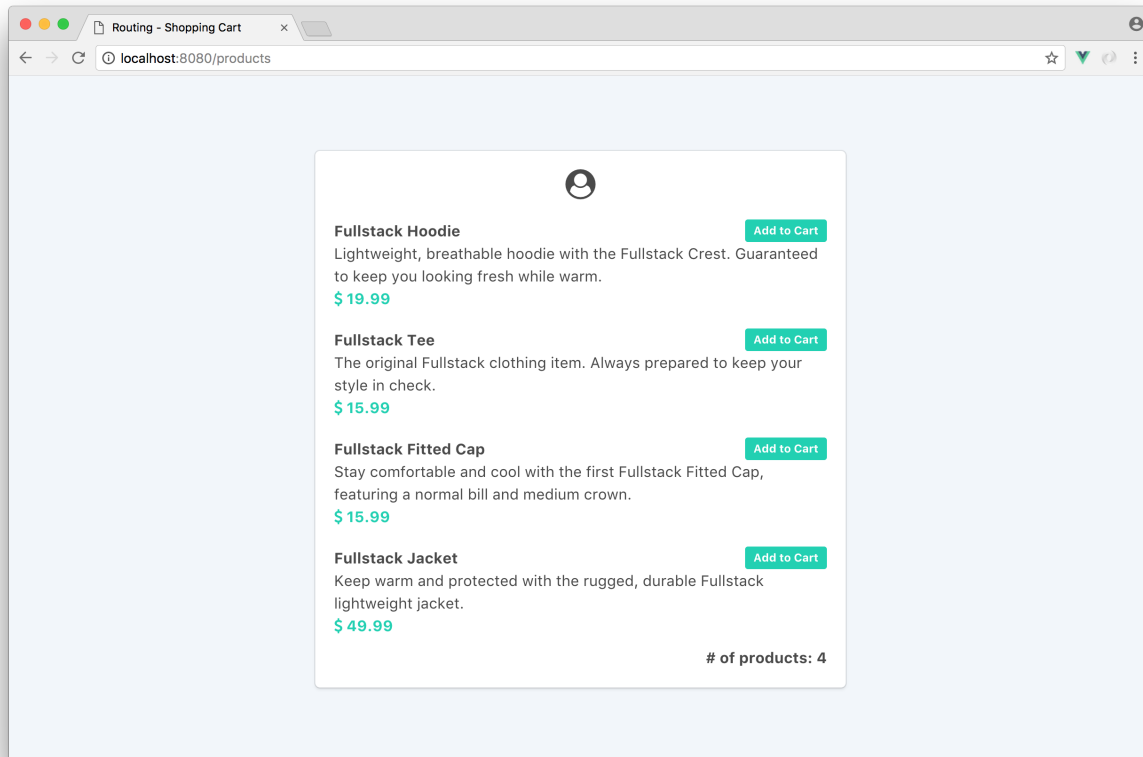 Routing - Shopping Cart
localhost:8080/products
Fullstack Hoodie
Add to Cart
Lightweight, breathable hoodie with the Fullstack Crest. Guaranteed
to keep you looking fresh while warm.
$ 19.99
Fullstack Tee
Add to Cart
The original Fullstack clothing item. Always prepared to keep your
style in check.
$ 15.99
Fullstack Fitted Cap
Add to Cart
Stay comfortable and cool with the first Fullstack Fitted Cap,
featuring a normal bill and medium crown.
$ 15.99
Fullstack Jacket
Add to Cart
Keep warm and protected with the rugged, durable Fullstack
lightweight jacket.
$ 49.99
# of products: 4